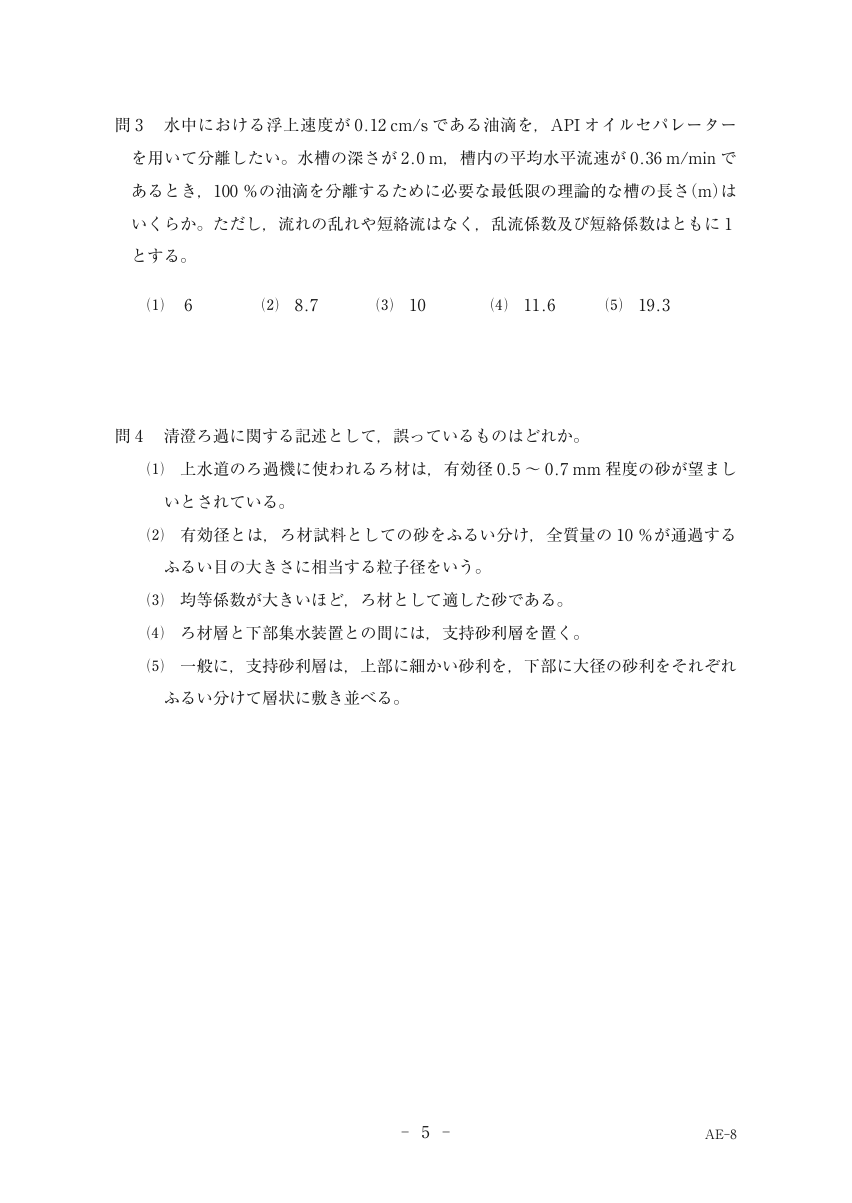 問3 水中における浮上速度が 0.12 cm/s である油滴を，API オイルセパレーター
を用いて分離したい。水槽の深さが 2.0 m，槽内の平均水平流速が 0.36 m/min で
あるとき，100 %の油滴を分離するために必要な最低限の理論的な槽の長さ(m)は
いくらか。ただし，流れの乱れや短絡流はなく，乱流係数及び短絡係数はともに 1
とする。
(1) 6 (2) 8.7 (3) 10 (4) 11.6 (5) 19.3
問4 清澄ろ過に関する記述として，誤っているものはどれか。
(1) 上水道のろ過機に使われるろ材は，有効径 0.5 ～ 0.7 mm 程度の砂が望まし
いとされている。
(2) 有効径とは，ろ材試料としての砂をふるい分け，全質量の 10 %が通過する
ふるい目の大きさに相当する粒子径をいう。
(3) 均等係数が大きいほど，ろ材として適した砂である。
(4) ろ材層と下部集水装置との間には，支持砂利層を置く。
(5) 一般に，支持砂利層は，上部に細かい砂利を，下部に大径の砂利をそれぞれ
ふるい分けて層状に敷き並べる。
- 5 -
AE-8